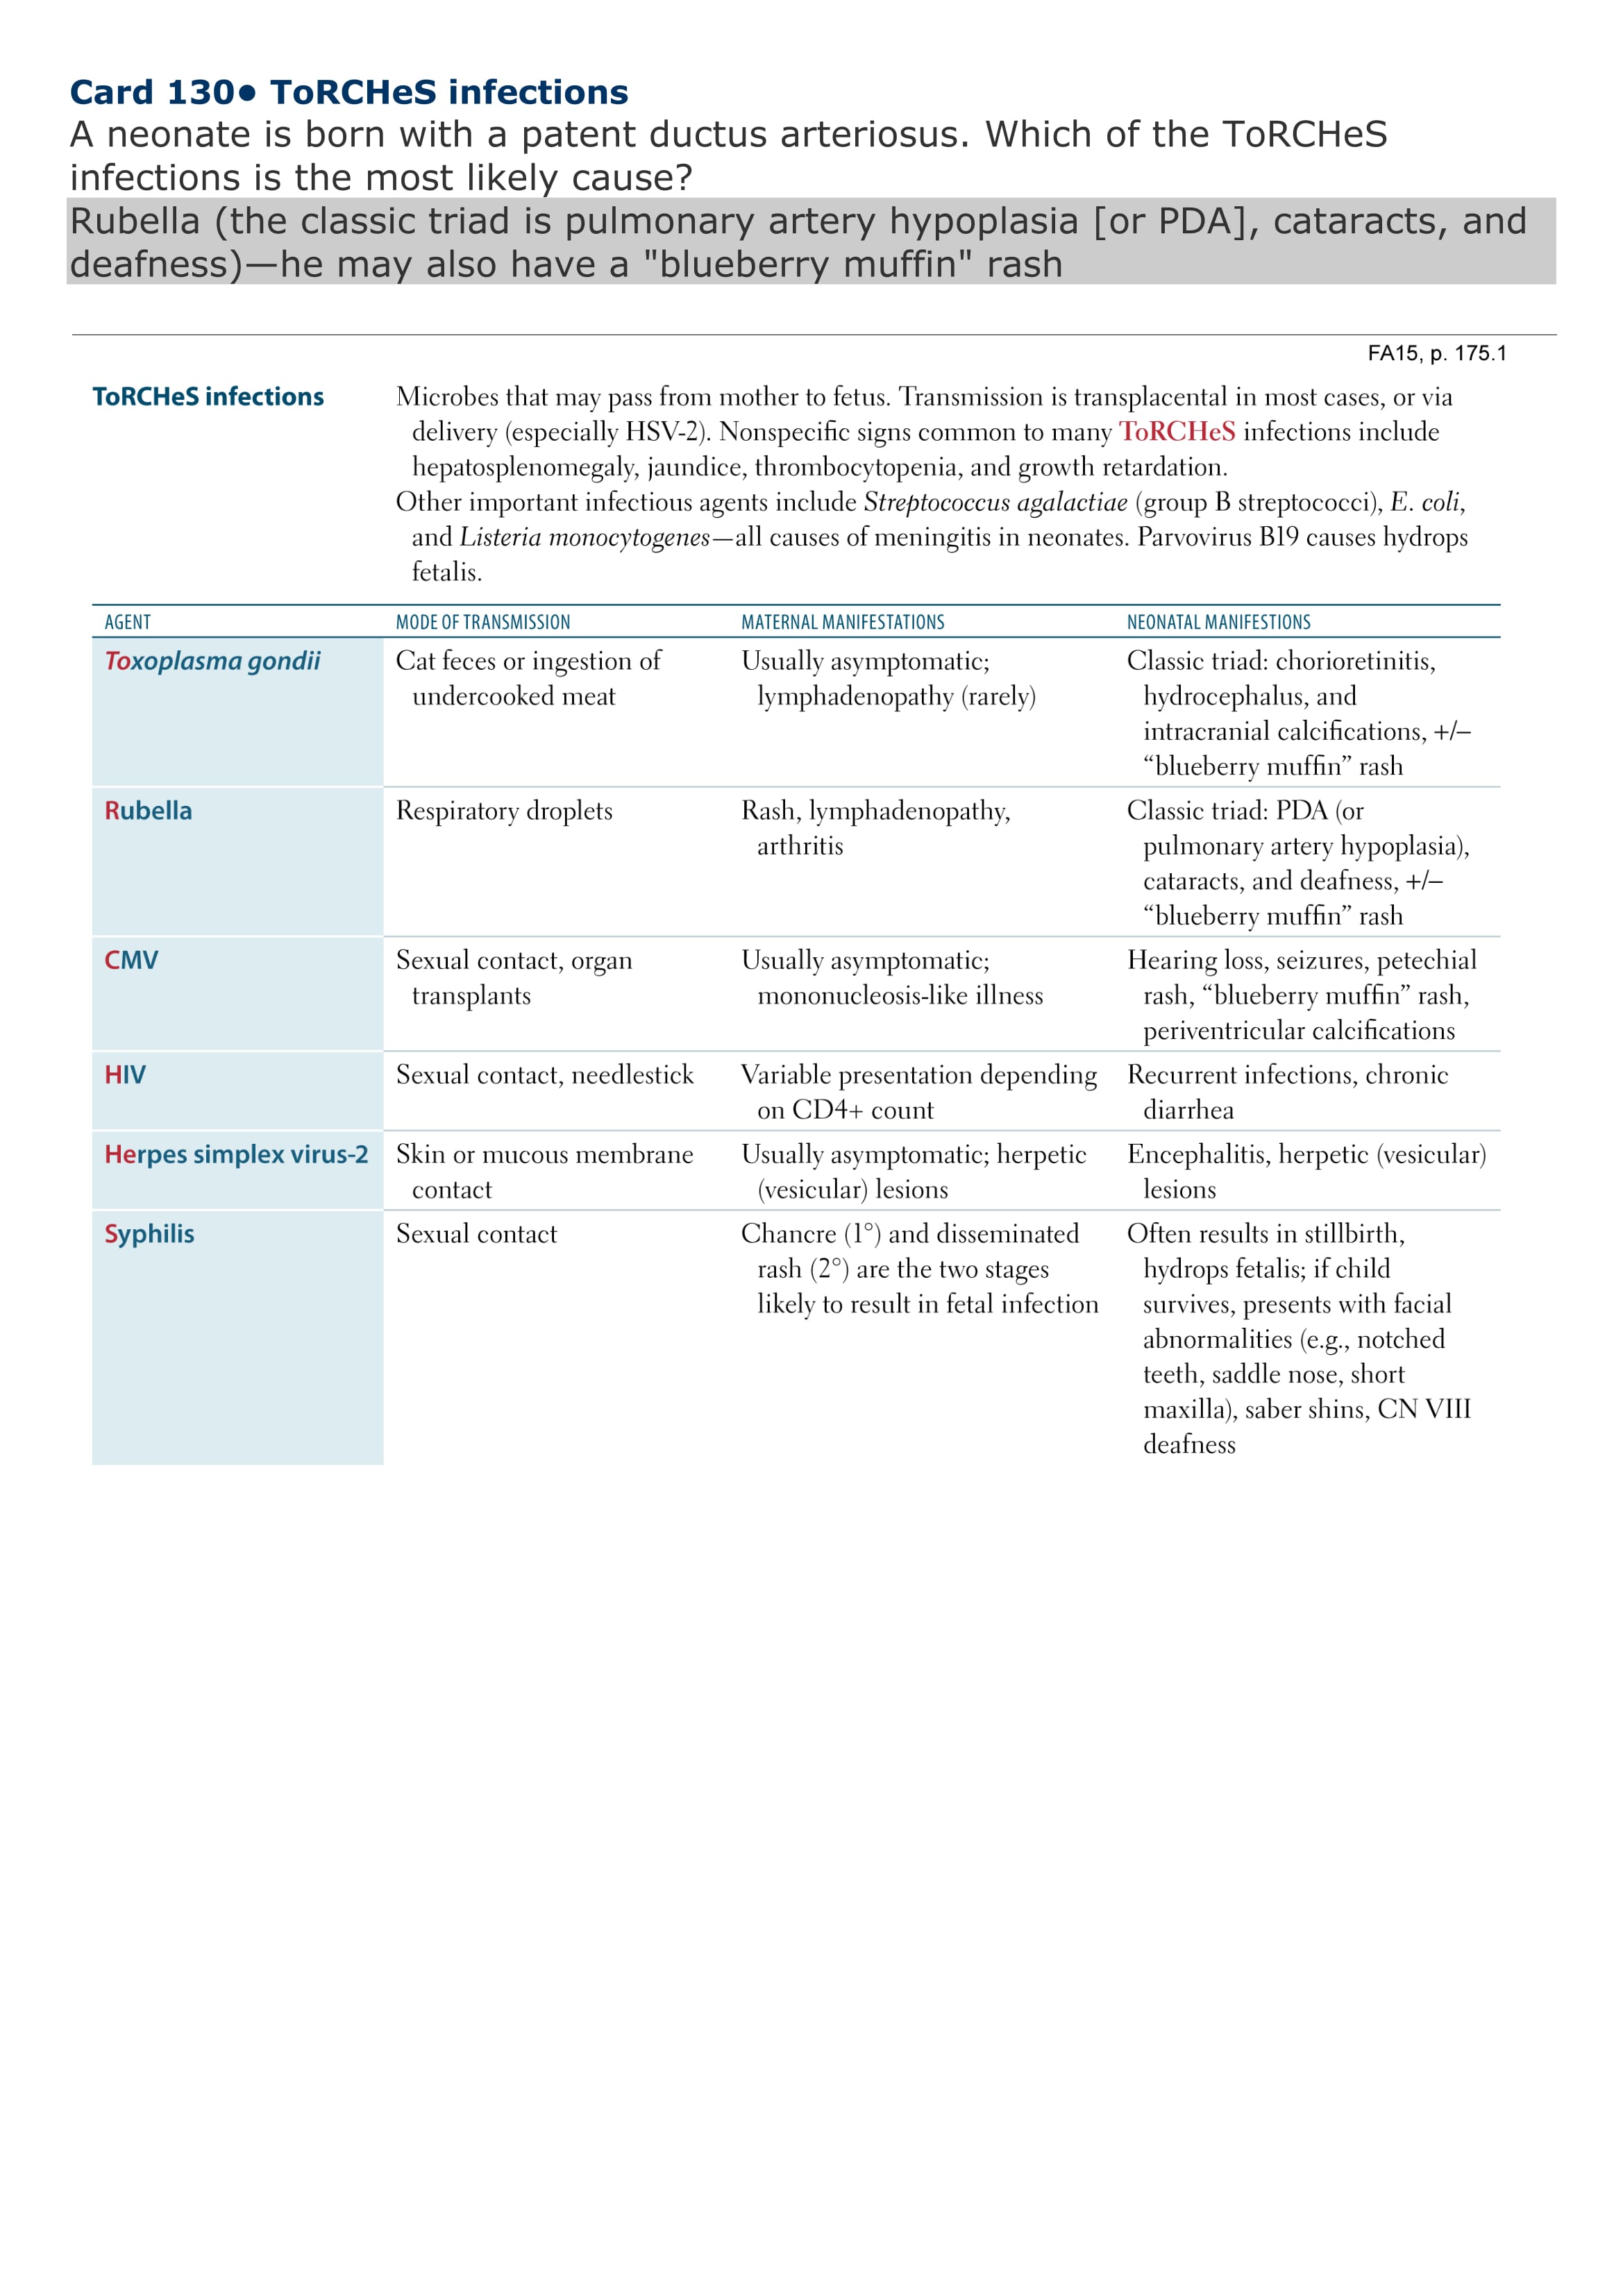 Card 130• ToRCHeS infections
A neonate is born with a patent ductus arteriosus. Which of the ToRCHeS
infections is the most likely cause?
Rubella (the classic triad is pulmonary artery hypoplasia [or PDA], cataracts, and
deafness)—he may also have a "blueberry muffin" rash
FA15, p. 175.1
ToRCHeS infections
Microbes that may pass from mother to fetus. Transmission is transplacental in most cases, or via
delivery (especially HSV-2). Nonspecific signs common to many ToRCHeS infections include
hepatosplenomegaly, jaundice, thrombocytopenia, and growth retardation.
Other important infectious agents include Streptococcus agalactiae (group B streptococci), E. coli,
and Listeria monocytogenes—all causes of meningitis in neonates. Parvovirus B19 causes hydrops
fetalis.
AGENT MODE OF TRANSMISSION MATERNAL MANIFESTATIONS NEONATAL MANIFESTIONS
Toxoplasma gondii
Cat feces or ingestion of
undercooked meat
Usually asymptomatic;
lymphadenopathy (rarely)
Classic triad: chorioretinitis,
hydrocephalus, and
intracranial calcifications, +/–
“blueberry muffin” rash
Rubella
Respiratory droplets
Rash, lymphadenopathy,
arthritis
Classic triad: PDA (or
pulmonary artery hypoplasia),
cataracts, and deafness, +/–
“blueberry muffin” rash
CMV
Sexual contact, organ
transplants
Usually asymptomatic;
mononucleosis-like illness
Hearing loss, seizures, petechial
rash, “blueberry muffin” rash,
periventricular calcifications
HIV
Sexual contact, needlestick
Variable presentation depending
on CD4+ count
Recurrent infections, chronic
diarrhea
Herpes simplex virus-2
Skin or mucous membrane
contact
Usually asymptomatic; herpetic
(vesicular) lesions
Encephalitis, herpetic (vesicular)
lesions
Syphilis
Sexual contact
Chancre (1°) and disseminated
rash (2°) are the two stages
likely to result in fetal infection
Often results in stillbirth,
hydrops fetalis; if child
survives, presents with facial
abnormalities (e.g., notched
teeth, saddle nose, short
maxilla), saber shins, CN VIII
deafness